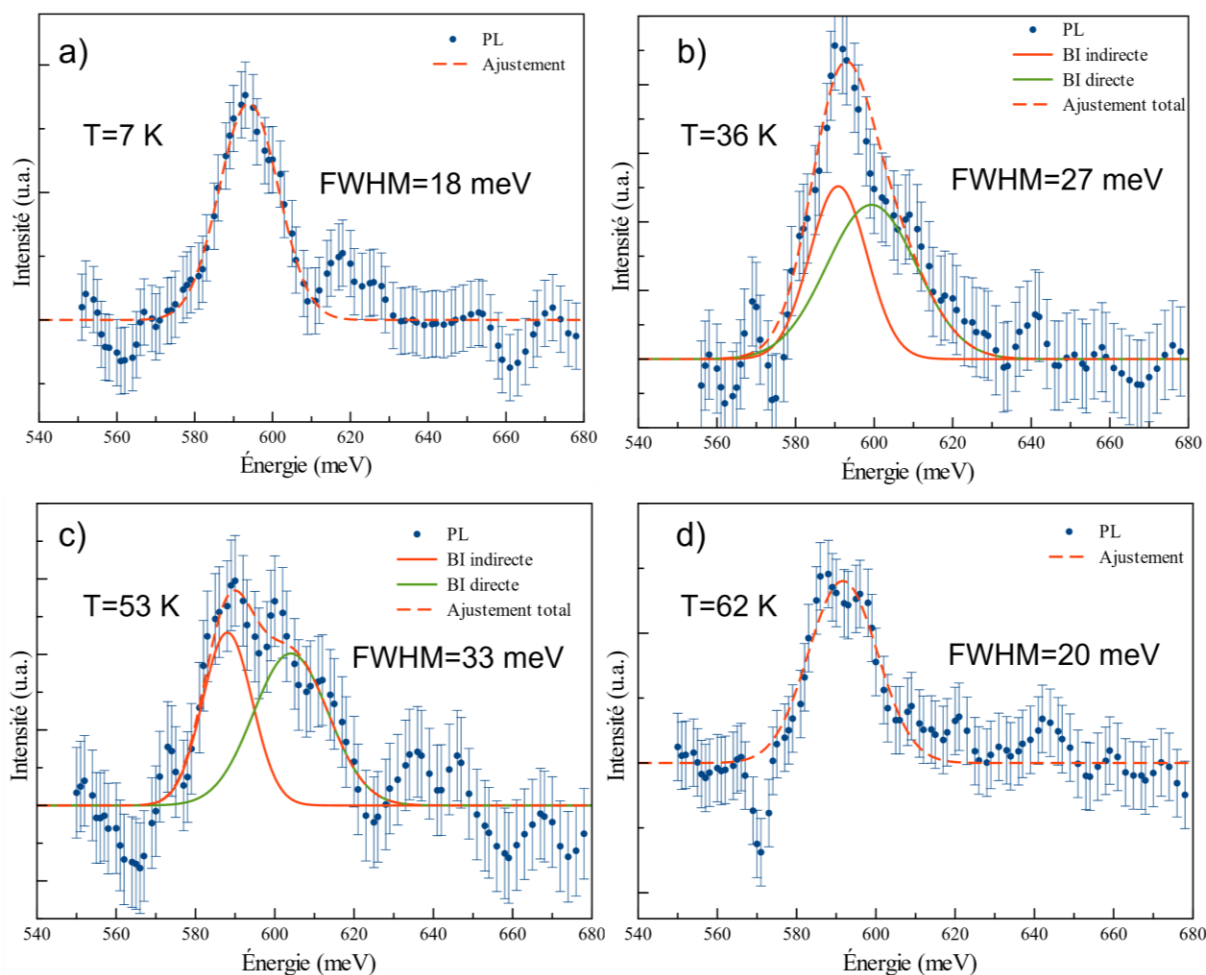 a)
PL
Ajustement
T=7 K
FWHM=18 meV
Intensité (u.a.)
540 560 580 600 620 640 660 680
Énergie (meV)
b)
PL
BI indirecte
BI directe
Ajustement total
T=36 K
FWHM=27 meV
Intensité (u.a.)
540 560 580 600 620 640 660 680
Énergie (meV)
c)
PL
BI indirecte
BI directe
Ajustement total
T=53 K
FWHM=33 meV
Intensité (u.a.)
540 560 580 600 620 640 660 680
Énergie (meV)
d)
PL
Ajustement
T=62 K
FWHM=20 meV
Intensité (u.a.)
540 560 580 600 620 640 660 680
Énergie (meV)